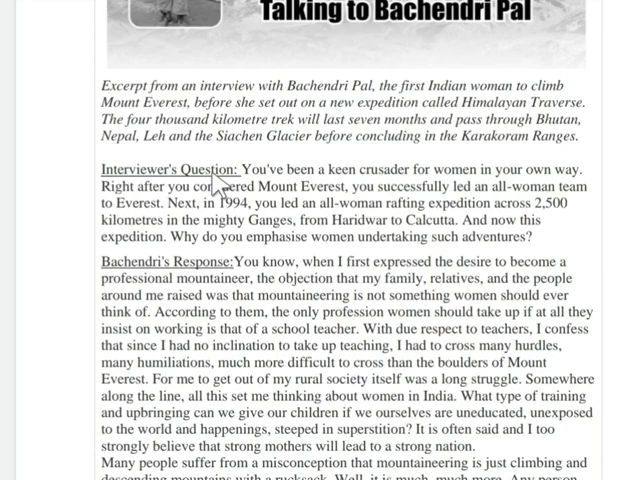 Talking to Bachendri Pal
Excerpt from an interview with Bachendri Pal, the first Indian woman to climb
Mount Everest, before she set out on a new expedition called Himalayan Traverse.
The four thousand kilometre trek will last seven months and pass through Bhutan,
Nepal, Leh and the Siachen Glacier before concluding in the Karakoram Ranges.
Interviewer's Question: You've been a keen crusader for women in your own way.
Right after you conquered Mount Everest, you successfully led an all-woman team
to Everest. Next, in 1994, you led an all-woman rafting expedition across 2,500
kilometres in the mighty Ganges, from Haridwar to Calcutta. And now this
expedition. Why do you emphasise women undertaking such adventures?
Bachendri's Response:You know, when I first expressed the desire to become a
professional mountaineer, the objection that my family, relatives, and the people
around me raised was that mountaineering is not something women should ever
think of. According to them, the only profession women should take up if at all they
insist on working is that of a school teacher. With due respect to teachers, I confess
that since I had no inclination to take up teaching, I had to cross many hurdles,
many humiliations, much more difficult to cross than the boulders of Mount
Everest. For me to get out of my rural society itself was a long struggle. Somewhere
along the line, all this set me thinking about women in India. What type of training
and upbringing can we give our children if we ourselves are uneducated, unexposed
to the world and happenings, steeped in superstition? It is often said and I too
strongly believe that strong mothers will lead to a strong nation.
Many people suffer from a misconception that mountaineering is just climbing and
descending mountains with a rucksack. Well, it is much, much more. Any person